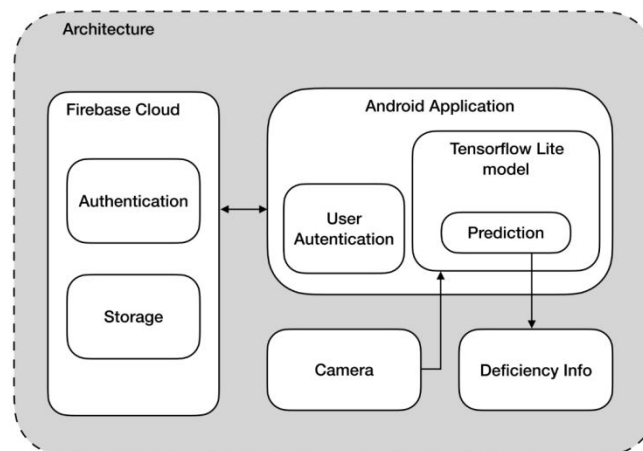 Architecture
Firebase Cloud
Authentication
Storage
Android Application
Tensorflow Lite
model
User
Autentication
Prediction
Camera
Deficiency Info